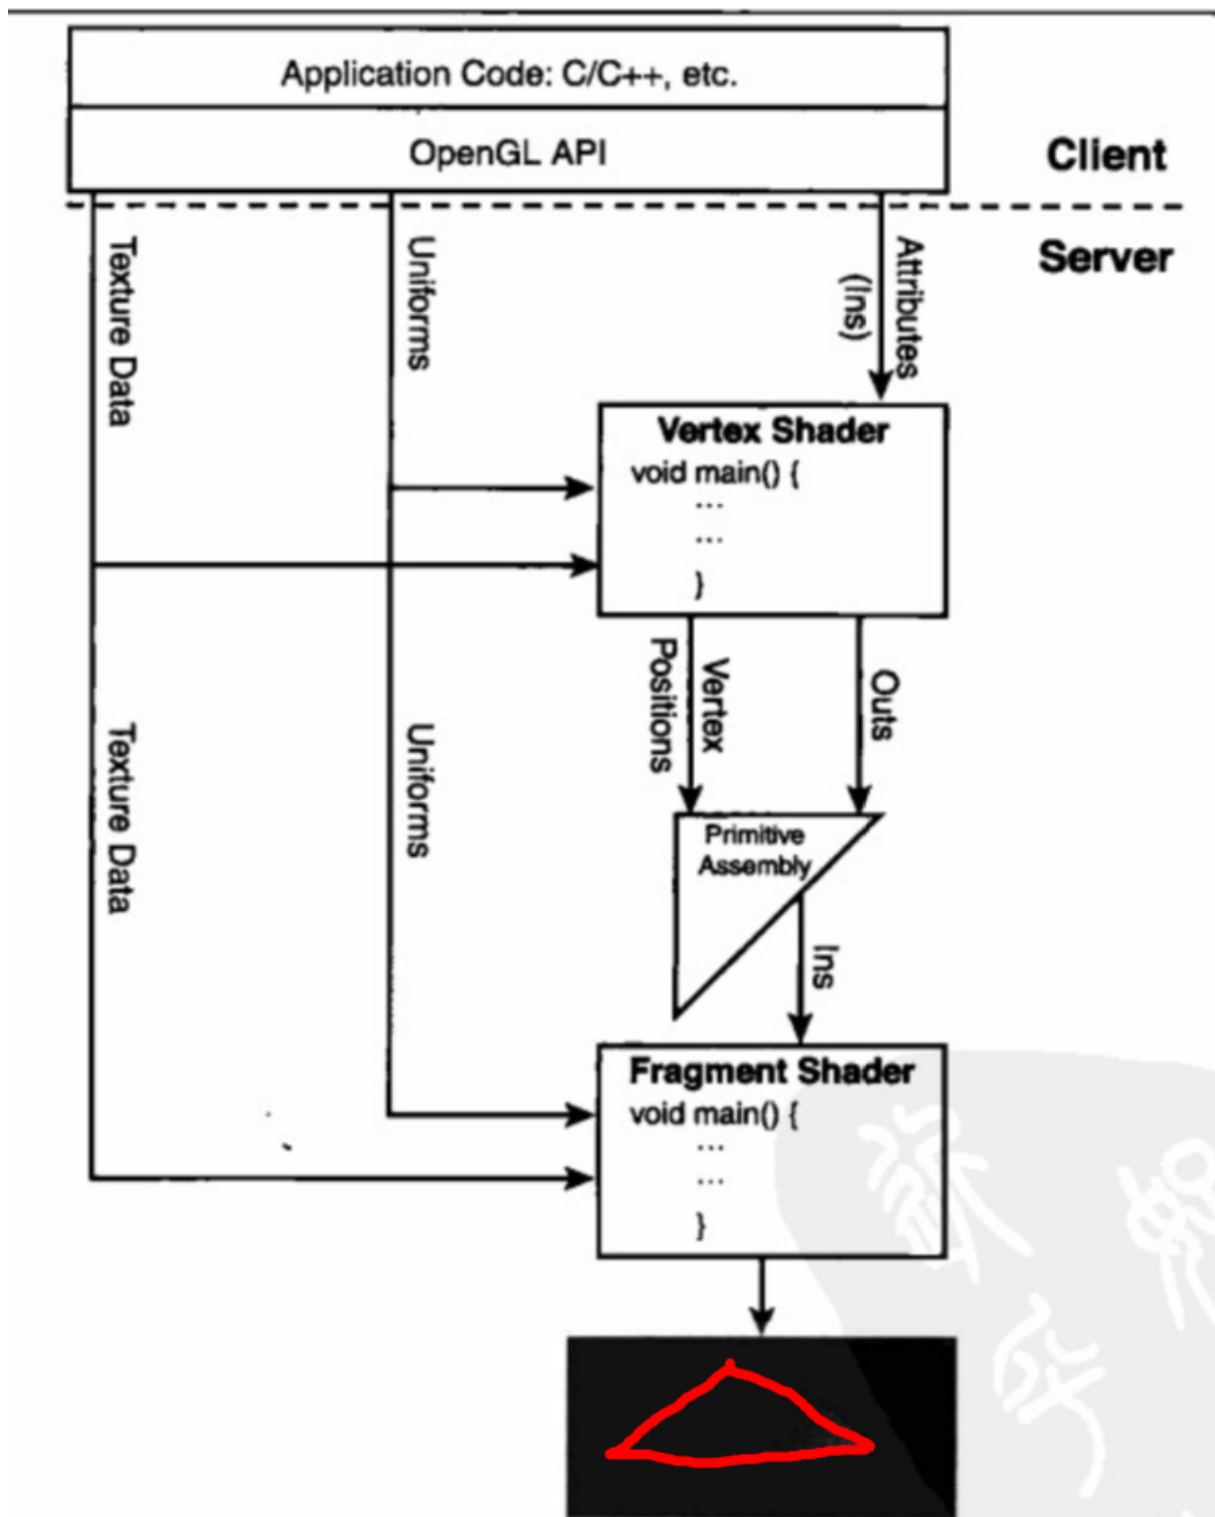 Application Code: C/C++, etc.
OpenGL API
Client
Server
Texture Data
Uniforms
Attributes
(Ins)
Vertex Shader
void main() {
...
...
}
Vertex
Positions
Outs
Texture Data
Uniforms
Primitive
Assembly
Ins
Fragment Shader
void main() {
...
...
}